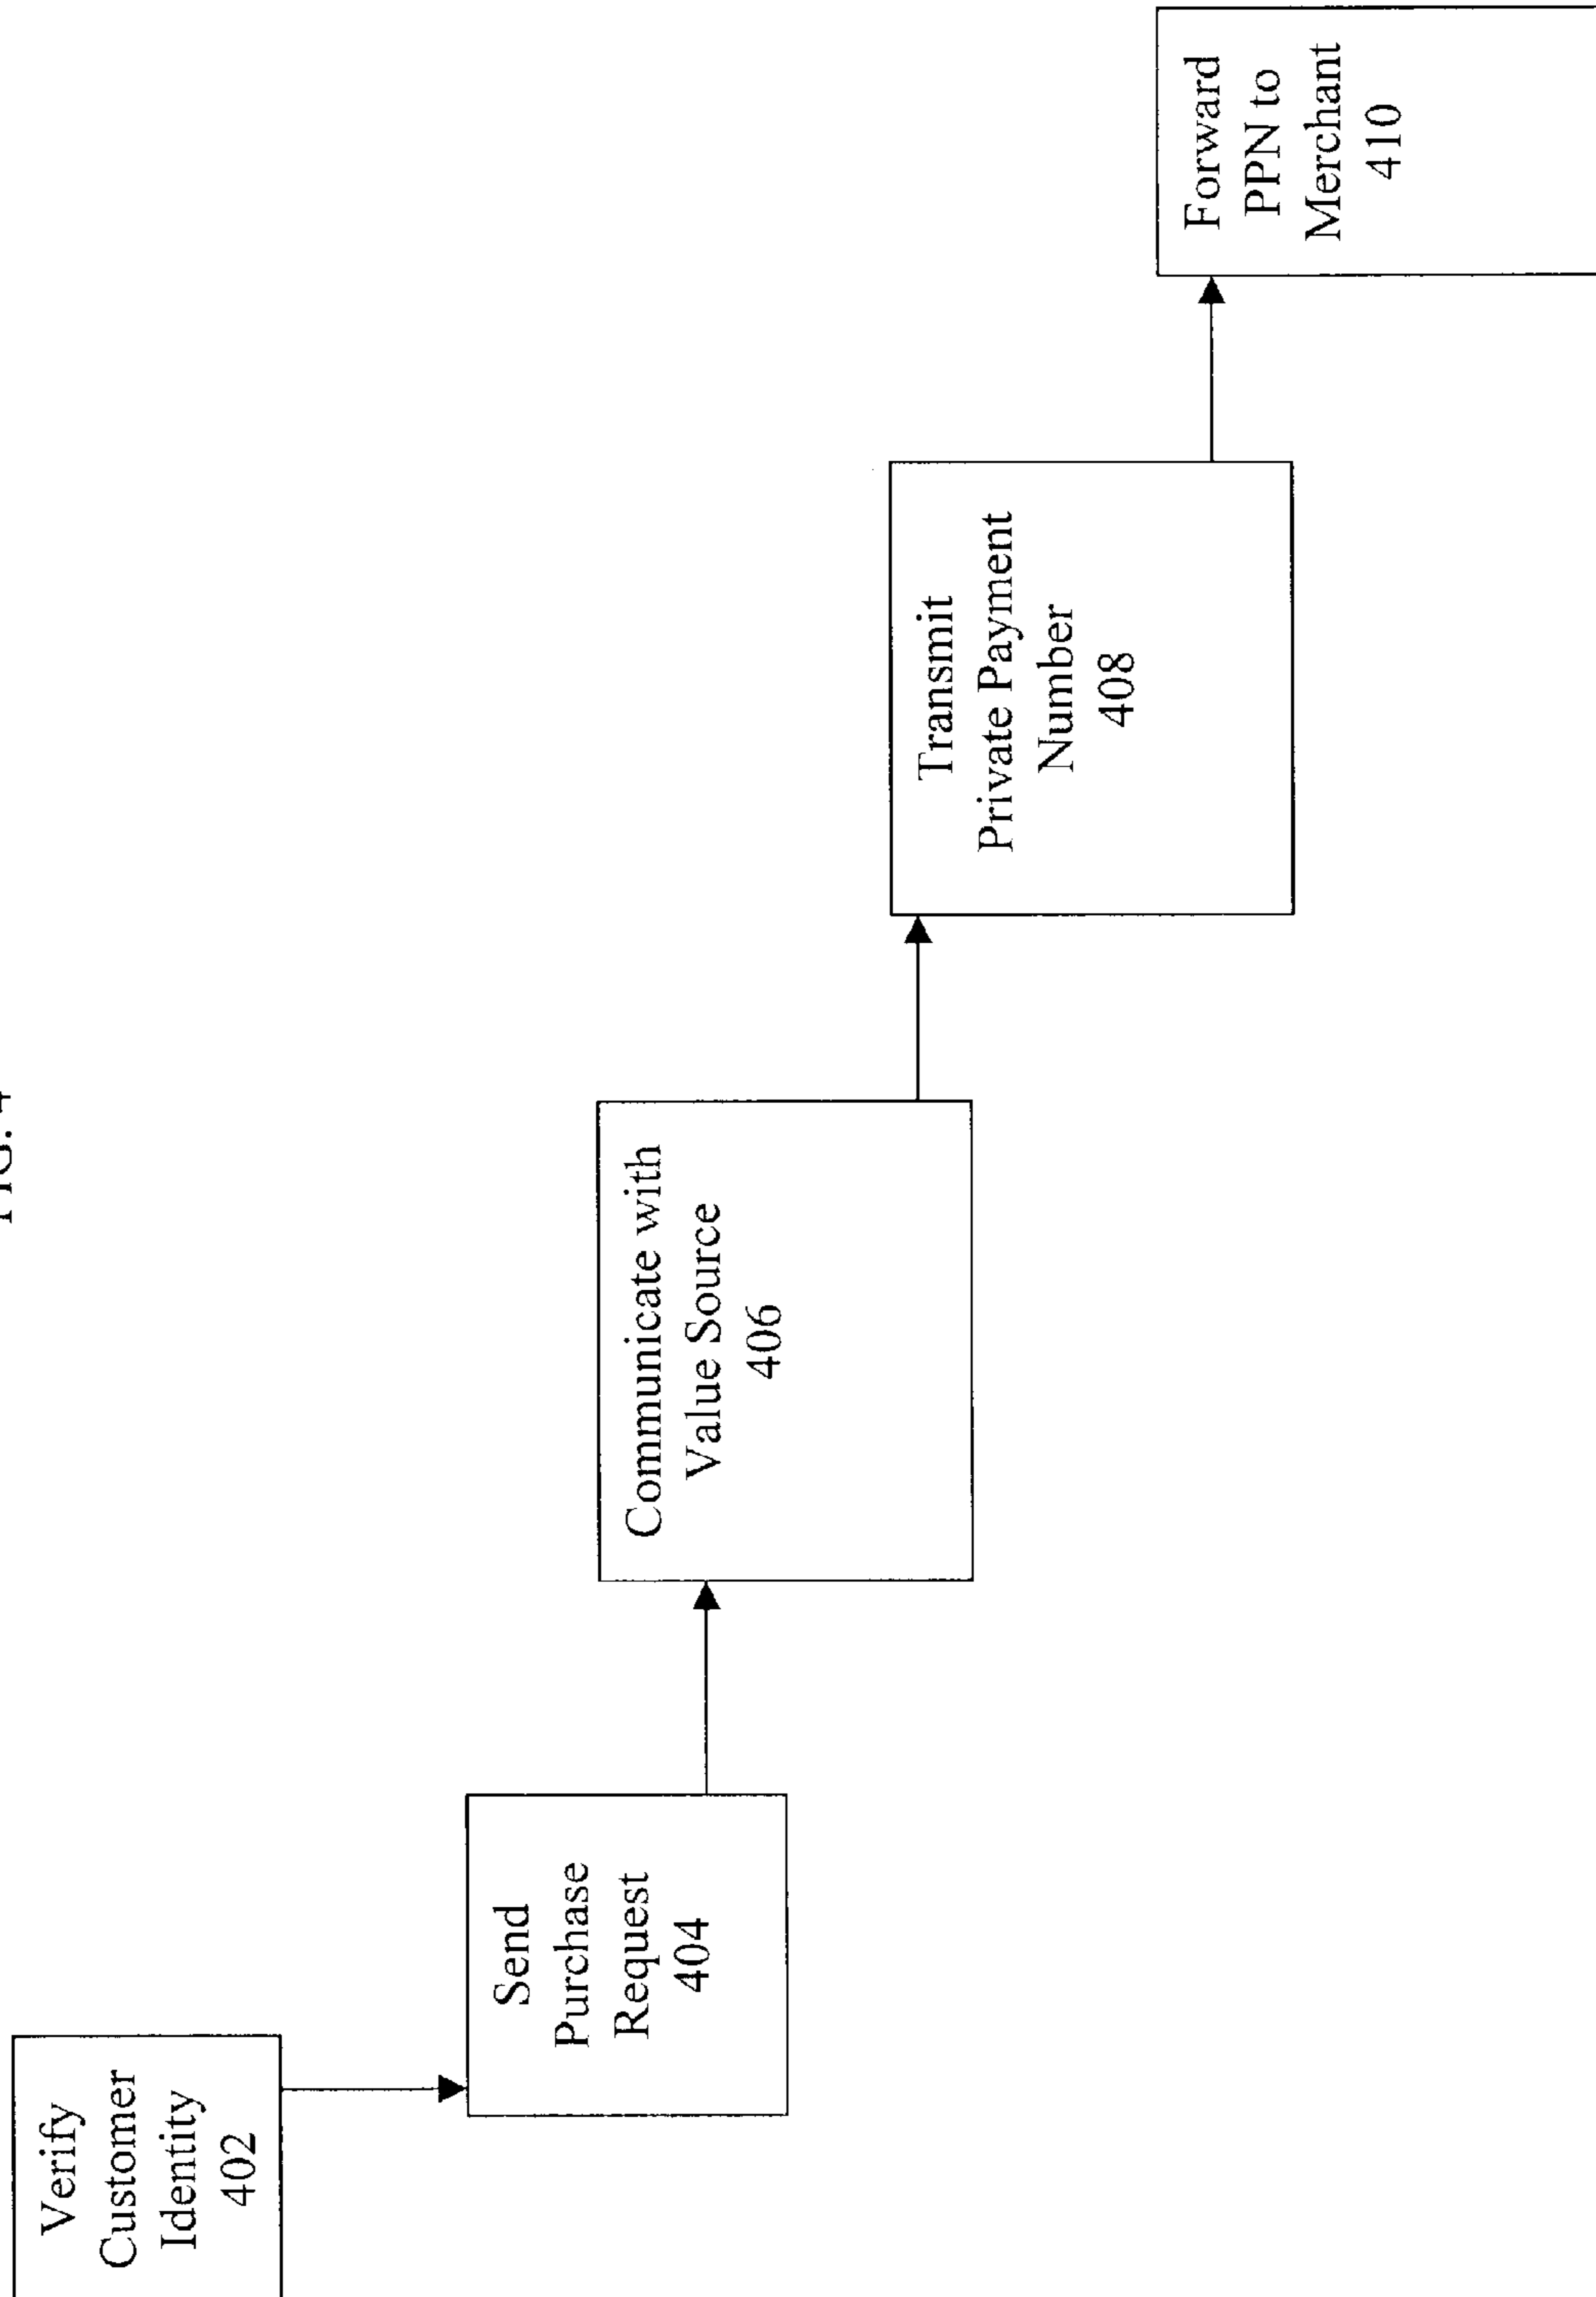 FIG. 4
Verify
Customer
Identity
402
Send
Purchase
Request
404
Communicate with
Value Source
406
Transmit
Private Payment
Number
408
Forward
PPN to
Merchant
410